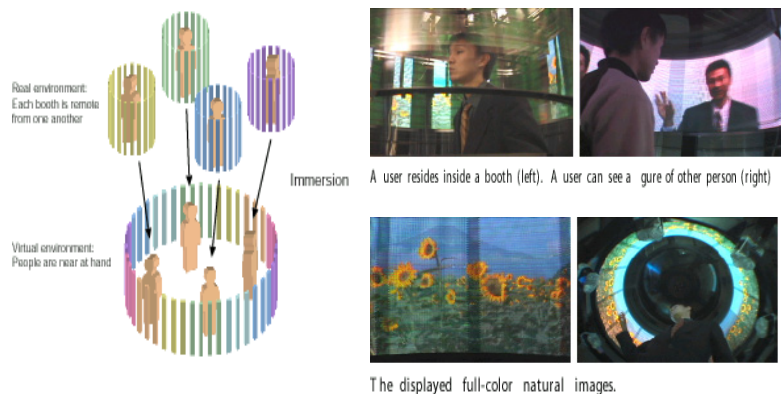 Real environment:
Each booth is remote
from one another
Immersion
Virtual environment:
People are near at hand
A user resides inside a booth (left). A user can see a gure of other person (right)
The displayed full-color natural images.